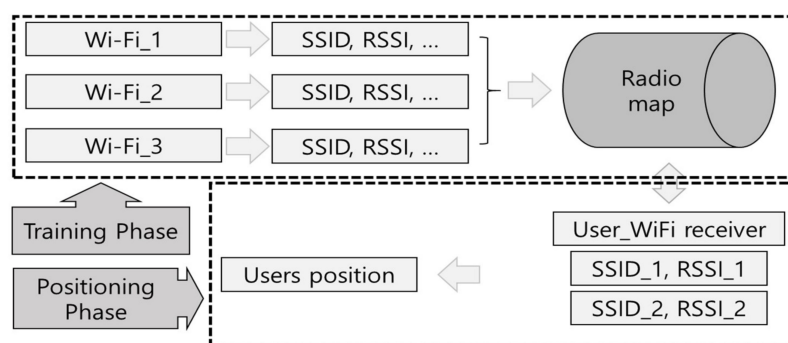 Wi-Fi_1
SSID, RSSI, ...
Wi-Fi_2
SSID, RSSI, ...
Wi-Fi_3
SSID, RSSI, ...
Radio
map
Training Phase
Positioning
Phase
Users position
User_WiFi receiver
SSID_1, RSSI_1
SSID_2, RSSI_2